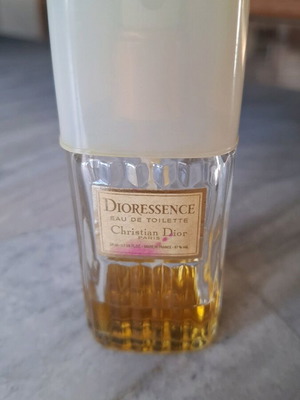 DIORESSENCE
EAU DE TOILETTE
Christian Dior
PARIS